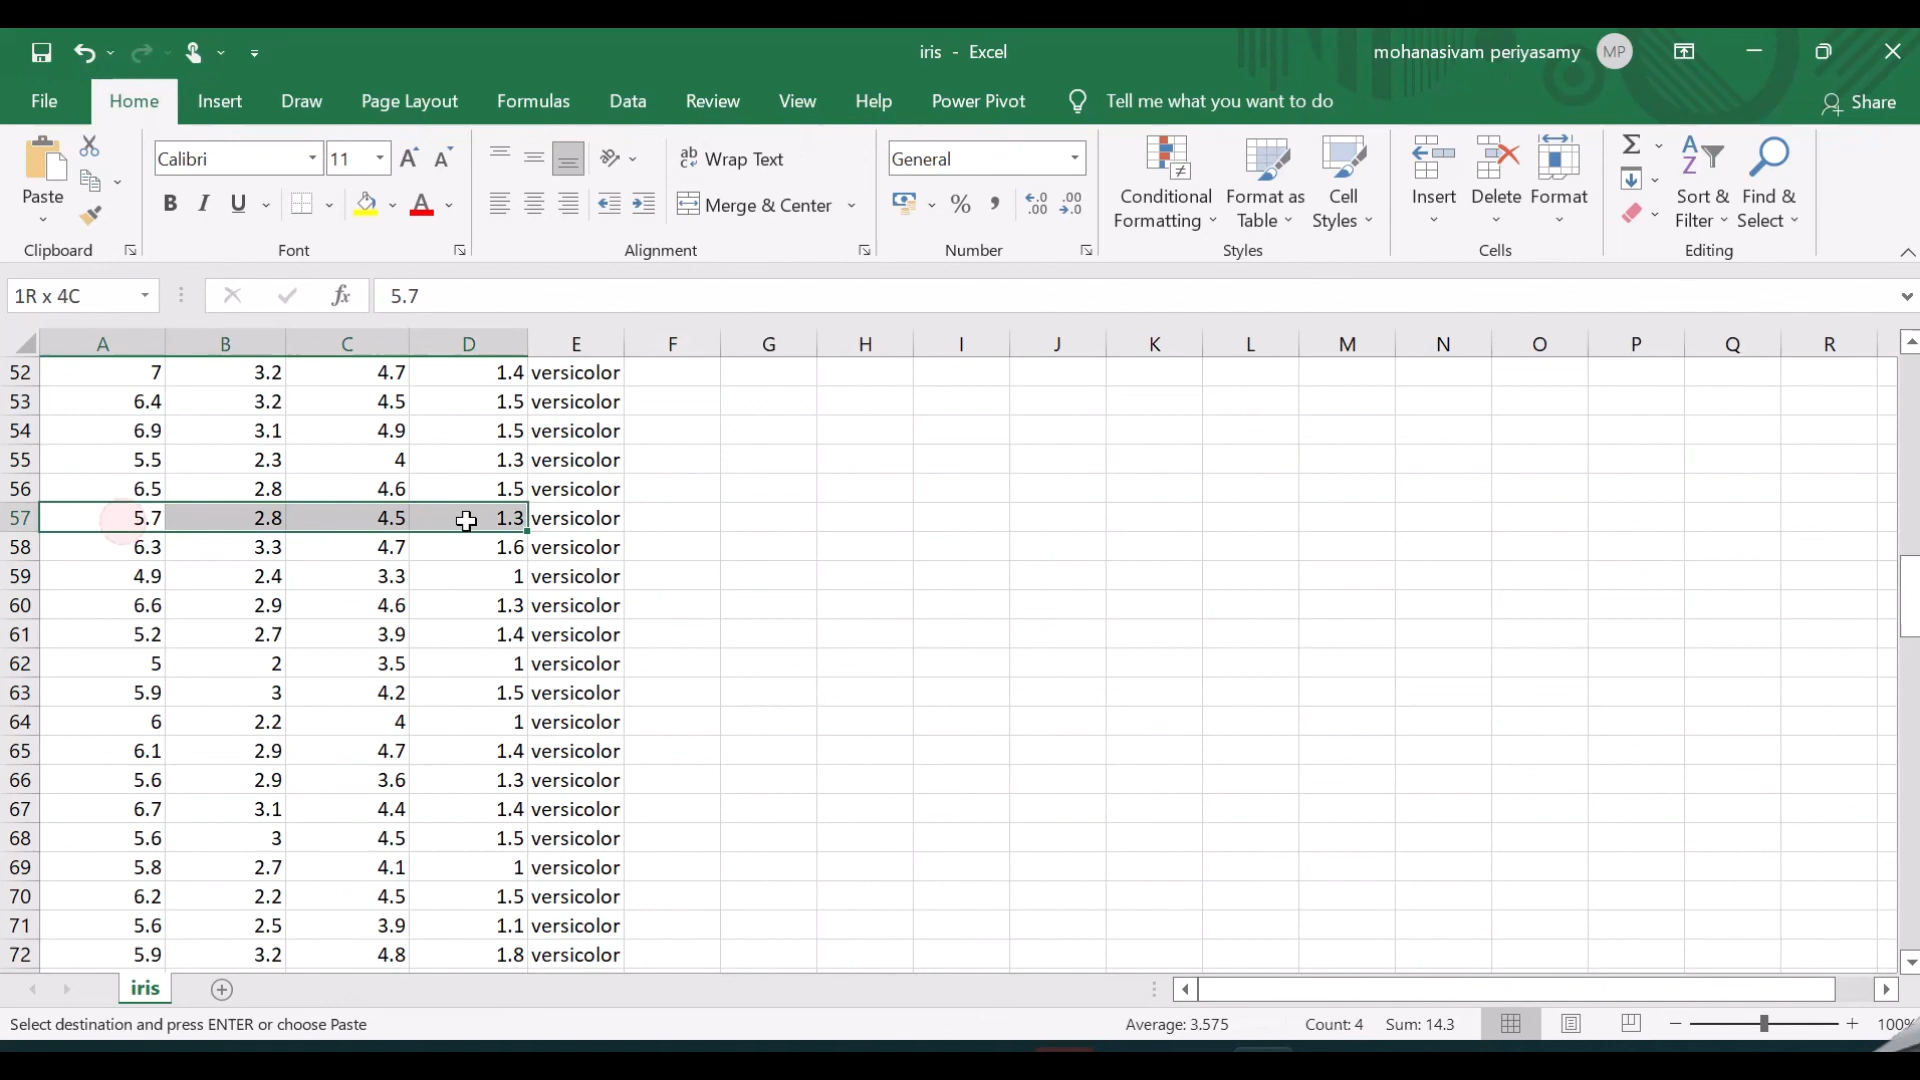 iris - Excel
mohanasivam periyasamy MP
File Home Insert Draw Page Layout Formulas Data Review View Help Power Pivot Tell me what you want to do Share
Paste
Clipboard
Calibri 11
B I U A
Font
Wrap Text
Merge & Center
Alignment
General
% ,
Number
Conditional Formatting
Format as Table
Cell Styles
Styles
Insert Delete Format
Cells
Sort & Filter
Find & Select
Editing
1R x 4C fx 5.7
A B C D E F G H I J K L M N O P Q R
52 7 3.2 4.7 1.4 versicolor
53 6.4 3.2 4.5 1.5 versicolor
54 6.9 3.1 4.9 1.5 versicolor
55 5.5 2.3 4 1.3 versicolor
56 6.5 2.8 4.6 1.5 versicolor
57 5.7 2.8 4.5 1.3 versicolor
58 6.3 3.3 4.7 1.6 versicolor
59 4.9 2.4 3.3 1 versicolor
60 6.6 2.9 4.6 1.3 versicolor
61 5.2 2.7 3.9 1.4 versicolor
62 5 2 3.5 1 versicolor
63 5.9 3 4.2 1.5 versicolor
64 6 2.2 4 1 versicolor
65 6.1 2.9 4.7 1.4 versicolor
66 5.6 2.9 3.6 1.3 versicolor
67 6.7 3.1 4.4 1.4 versicolor
68 5.6 3 4.5 1.5 versicolor
69 5.8 2.7 4.1 1 versicolor
70 6.2 2.2 4.5 1.5 versicolor
71 5.6 2.5 3.9 1.1 versicolor
72 5.9 3.2 4.8 1.8 versicolor
iris
Select destination and press ENTER or choose Paste Average: 3.575 Count: 4 Sum: 14.3 100%